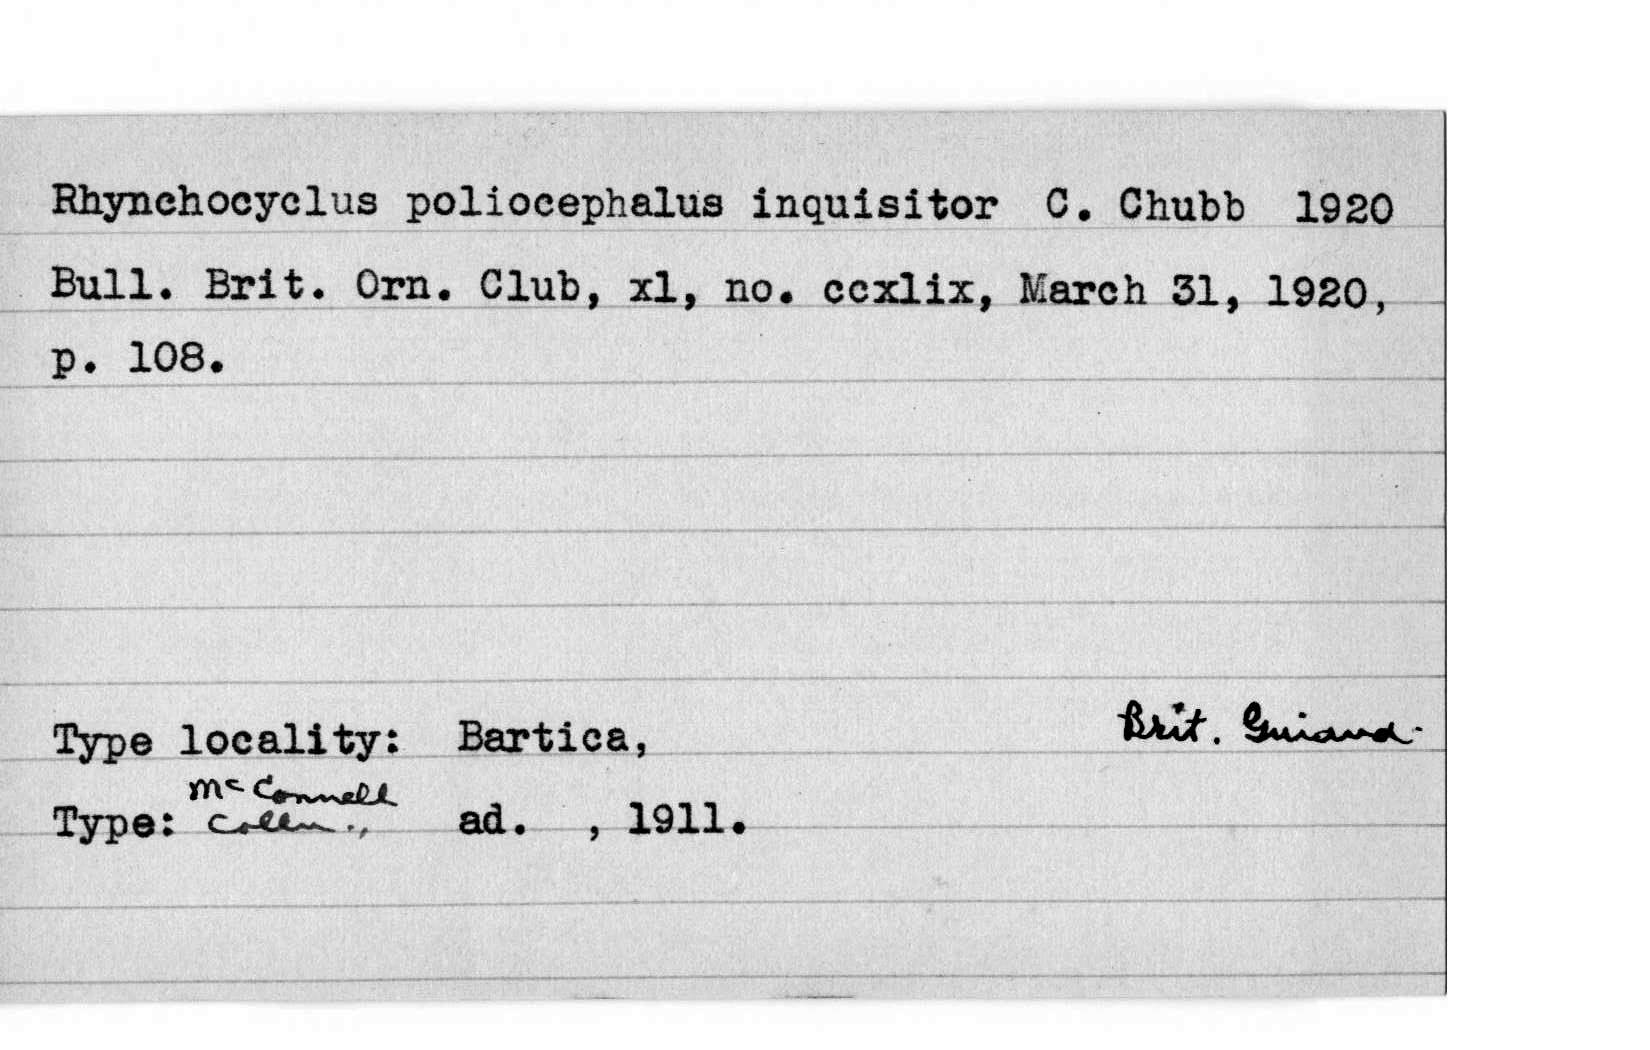 Rhynchocyclus poliocephalus inquisitor C. Chubb 1920
Bull. Brit. Orn. Club, xl, no. ccxlix, March 31, 1920,
p. 108.
Type locality: Bartica, Brit. Guiana.
McConnell
Type: Colln., ad. , 1911.